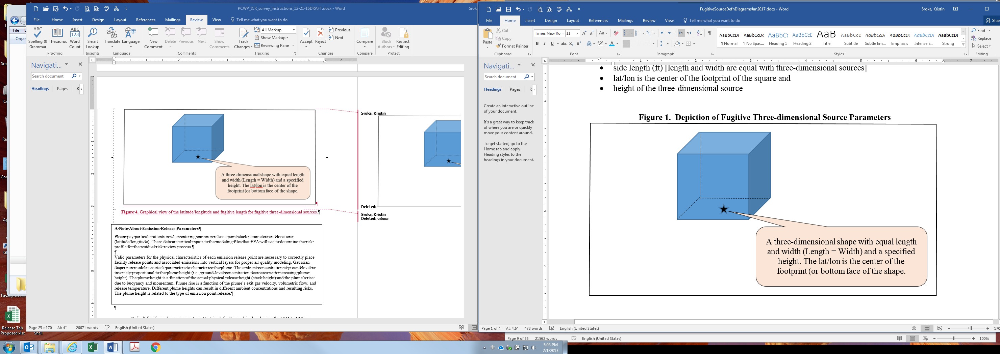 PCWP_ICR_survey_instructions_12-21-16DRAFT.docx - Word
Sroka
File Home Insert Design Layout References Mailings Review View Tell me what you want to do
ABC Spelling & Grammar
Thesaurus
ABC 123 Word Count
Smart Lookup
Translate
Language
New Comment
Delete
Previous
Next
Show Comments
Track Changes
All Markup
Show Markup
Reviewing Pane
Accept
Reject
Previous
Next
Compare
Block Authors
Restrict Editing
Proofing Insights Language Comments Tracking Changes Compare Protect
File
Organ
Navigati...
Search document
Headings Pages R
A three-dimensional shape with equal length
and width (Length = Width) and a specified
height. The lat/lon is the center of the
footprint (or bottom face of the shape.
¶
Figure·4.·Graphical·view·of·the·latitude/longitude·and·fugitive·length·for·fugitive·three-dimensional·sources.¶
Sroka, Kristin
Deleted:
Sroka, Kristin
Deleted: volume
A·Note·About·Emission·Release·Parameters¶
Please·pay·particular·attention·when·entering·emission·release·point·stack·parameters·and·locations·
(latitude/longitude).··These·data·are·critical·inputs·to·the·modeling·files·that·EPA·will·use·to·determine·the·risk·
profile·for·the·residual·risk·review·process.¶
¶
Valid·parameters·for·the·physical·characteristics·of·each·emission·release·point·are·necessary·to·correctly·place·
facility·release·points·and·associated·emissions·into·vertical·layers·for·proper·air·quality·modeling.·Gaussian·
dispersion·models·use·stack·parameters·to·characterize·the·plume.·The·ambient·concentration·at·ground·level·is·
inversely·proportional·to·the·plume·height·(i.e.,·ground-level·concentration·decreases·with·increasing·plume·
height).·The·plume·height·is·a·function·of·the·actual·physical·release·height·(stack·height)·and·the·plume's·rise·
due·to·buoyancy·and·momentum.·Plume·rise·is·a·function·of·the·plume's·exit·gas·velocity,·volumetric·flow,·and·
release·temperature.·Different·plume·heights·can·result·in·different·ambient·concentrations·and·resulting·risks.·
The·plume·height·is·related·to·the·type·of·emission·point·release.¶
¶
Page 23 of 70 At: 4" 26671 words English (United States)
FugitiveSourceDefnDiagramsJan2017.docx - Word
Sroka, Kristin
File Home Insert Design Layout References Mailings Review View Tell me what you want to do
Shar
Paste
Cut
Copy
Format Painter
Times New Ro 11
B I U abc x₂ x²
AaBbCcDc ¶ Normal
AaBbCcDc ¶ No Spac...
AaBbCc Heading 1
AaBbCcD Heading 2
AaB Title
AaBbCcD Subtitle
AaBbCcDc Subtle Em...
AaBbCcDc Emphasis
AaBbCcDc Intense E...
AaBbCcDc Strong
Find
Replace
Select
Clipboard Font Paragraph Styles Editing
Navigati...
Search document
Headings Pages R
Create an interactive outline
of your document.
It's a great way to keep track
of where you are or quickly
move your content around.
To get started, go to the
Home tab and apply
Heading styles to the
headings in your document.
• side length (ft) [length and width are equal with three-dimensional sources]
• lat/lon is the center of the footprint of the square and
• height of the three-dimensional source
Figure 1. Depiction of Fugitive Three-dimensional Source Parameters
A three-dimensional shape with equal length
and width (Length = Width) and a specified
height. The lat/lon is the center of the
footprint (or bottom face of the shape.
Page 1 of 4 At: 4.6" 478 words English (United States)
170
Page 9 of 55 21562 words English (United States)
100%
Release Tab
Proposed.xlsx
Shell
5:03 PM
2/1/2017